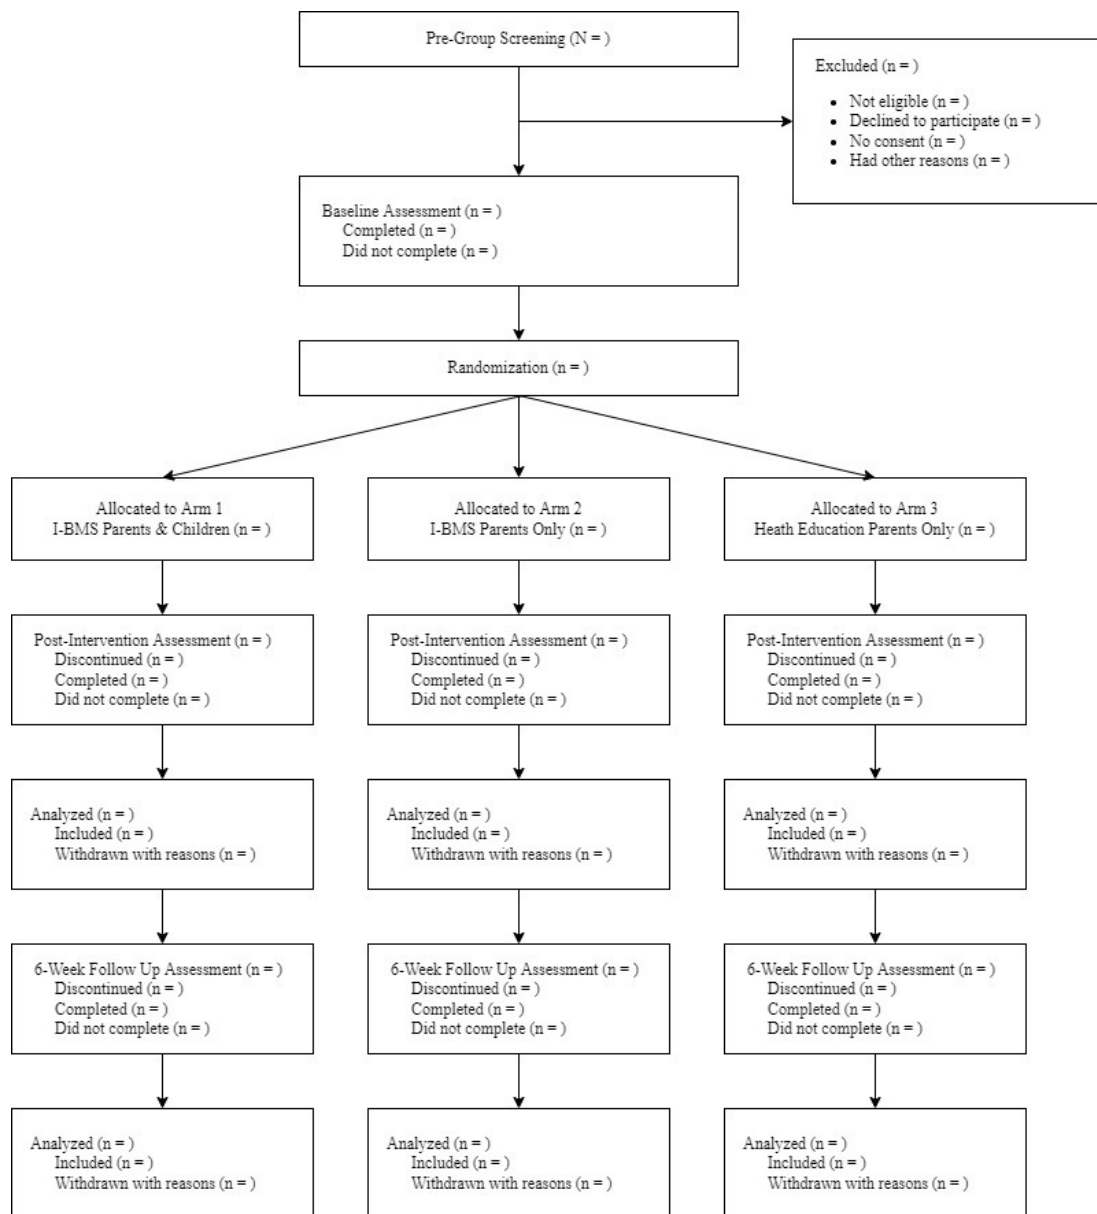 Pre-Group Screening (N = )
Excluded (n = )
• Not eligible (n = )
• Declined to participate (n = )
• No consent (n = )
• Had other reasons (n = )
Baseline Assessment (n = )
Completed (n = )
Did not complete (n = )
Randomization (n = )
Allocated to Arm 1
I-BMS Parents & Children (n = )
Allocated to Arm 2
I-BMS Parents Only (n = )
Allocated to Arm 3
Heath Education Parents Only (n = )
Post-Intervention Assessment (n = )
Discontinued (n = )
Completed (n = )
Did not complete (n = )
Post-Intervention Assessment (n = )
Discontinued (n = )
Completed (n = )
Did not complete (n = )
Post-Intervention Assessment (n = )
Discontinued (n = )
Completed (n = )
Did not complete (n = )
Analyzed (n = )
Included (n = )
Withdrawn with reasons (n = )
Analyzed (n = )
Included (n = )
Withdrawn with reasons (n = )
Analyzed (n = )
Included (n = )
Withdrawn with reasons (n = )
6-Week Follow Up Assessment (n = )
Discontinued (n = )
Completed (n = )
Did not complete (n = )
6-Week Follow Up Assessment (n = )
Discontinued (n = )
Completed (n = )
Did not complete (n = )
6-Week Follow Up Assessment (n = )
Discontinued (n = )
Completed (n = )
Did not complete (n = )
Analyzed (n = )
Included (n = )
Withdrawn with reasons (n = )
Analyzed (n = )
Included (n = )
Withdrawn with reasons (n = )
Analyzed (n = )
Included (n = )
Withdrawn with reasons (n = )